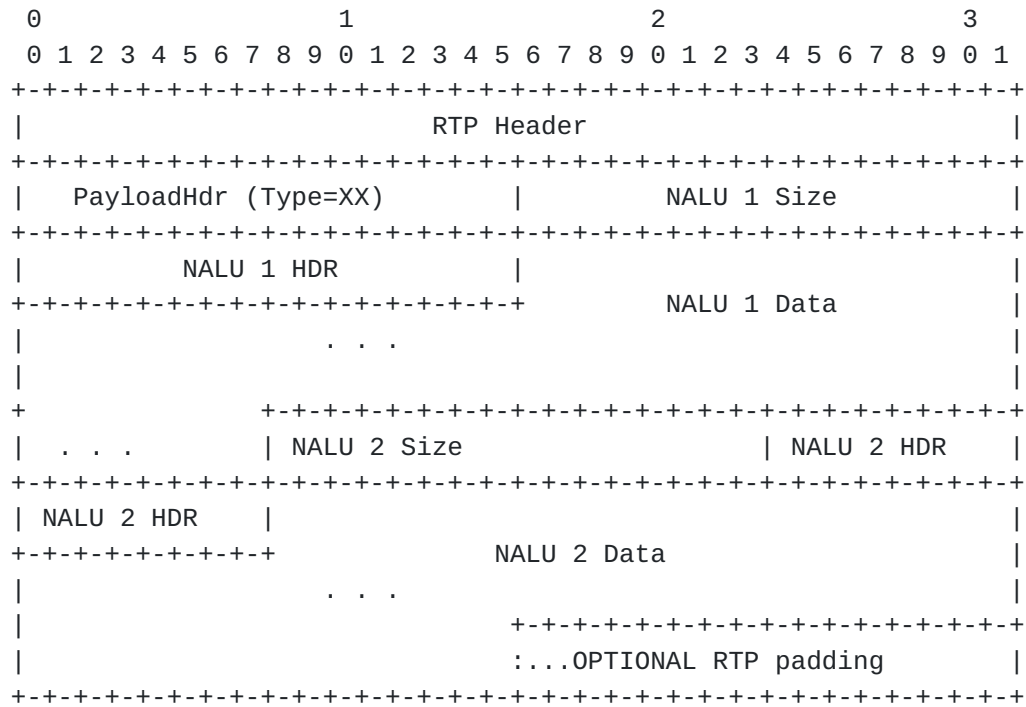 0                   1                   2                   3
 0 1 2 3 4 5 6 7 8 9 0 1 2 3 4 5 6 7 8 9 0 1 2 3 4 5 6 7 8 9 0 1
+-+-+-+-+-+-+-+-+-+-+-+-+-+-+-+-+-+-+-+-+-+-+-+-+-+-+-+-+-+-+-+-+
|                          RTP Header                           |
+-+-+-+-+-+-+-+-+-+-+-+-+-+-+-+-+-+-+-+-+-+-+-+-+-+-+-+-+-+-+-+-+
|   PayloadHdr (Type=XX)        |         NALU 1 Size           |
+-+-+-+-+-+-+-+-+-+-+-+-+-+-+-+-+-+-+-+-+-+-+-+-+-+-+-+-+-+-+-+-+
|          NALU 1 HDR           |                               |
+-+-+-+-+-+-+-+-+-+-+-+-+-+-+-+-+         NALU 1 Data           |
|                   . . .                                       |
|                                                               |
+               +-+-+-+-+-+-+-+-+-+-+-+-+-+-+-+-+-+-+-+-+-+-+-+-+
|  . . .        | NALU 2 Size                   | NALU 2 HDR    |
+-+-+-+-+-+-+-+-+-+-+-+-+-+-+-+-+-+-+-+-+-+-+-+-+-+-+-+-+-+-+-+-+
| NALU 2 HDR    |                                               |
+-+-+-+-+-+-+-+-+              NALU 2 Data                      |
|                   . . .                                       |
|                               +-+-+-+-+-+-+-+-+-+-+-+-+-+-+-+-+
|                               :...OPTIONAL RTP padding        |
+-+-+-+-+-+-+-+-+-+-+-+-+-+-+-+-+-+-+-+-+-+-+-+-+-+-+-+-+-+-+-+-+